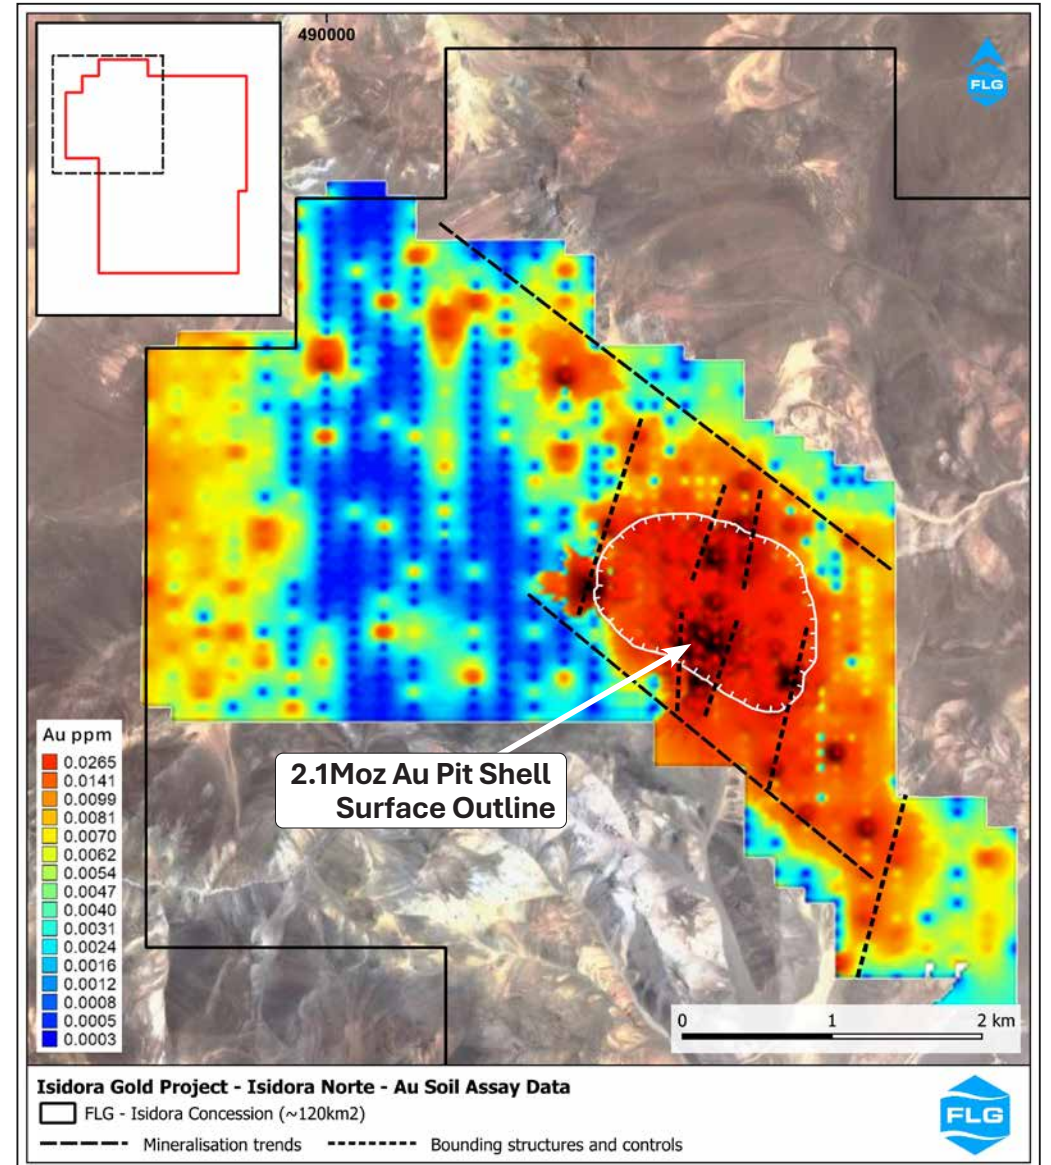 490000
FLG
2.1Moz Au Pit Shell
Surface Outline
Au ppm
0.0265
0.0141
0.0099
0.0081
0.0070
0.0062
0.0054
0.0047
0.0040
0.0031
0.0024
0.0016
0.0012
0.0008
0.0005
0.0003
0 1 2 km
Isidora Gold Project - Isidora Norte - Au Soil Assay Data
FLG - Isidora Concession (~120km2)
Mineralisation trends Bounding structures and controls
FLG